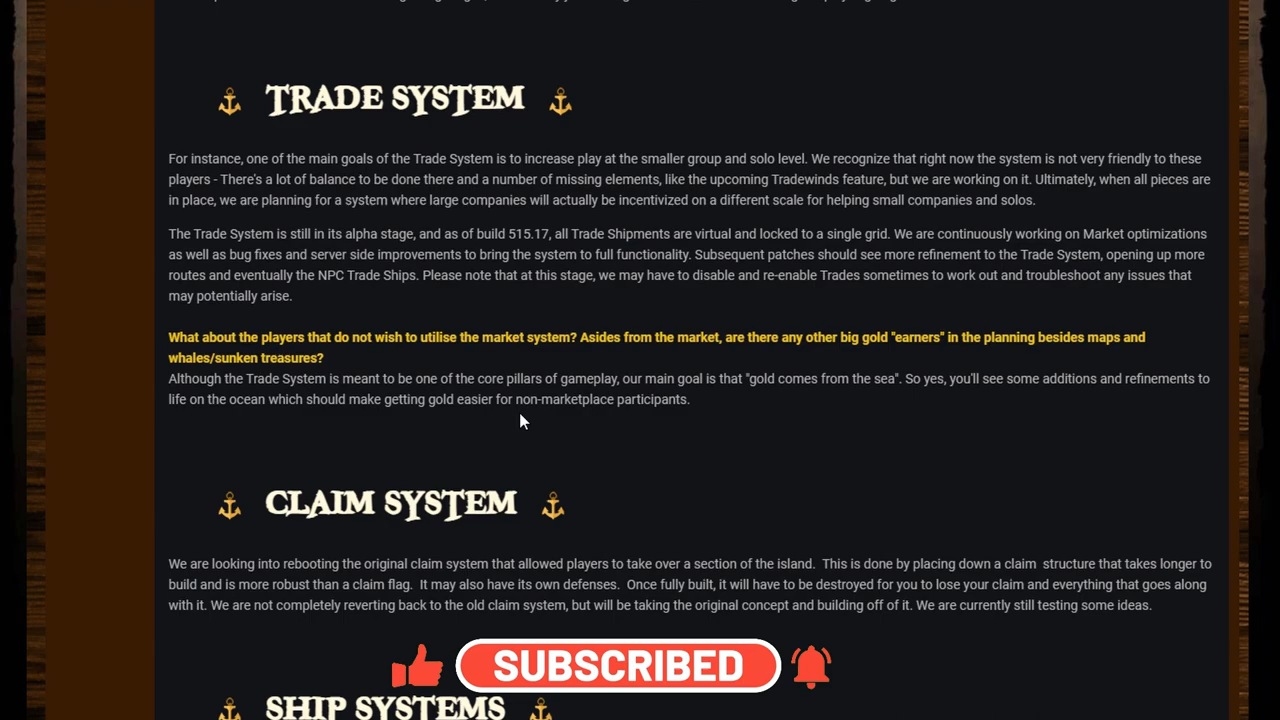 TRADE SYSTEM
For instance, one of the main goals of the Trade System is to increase play at the smaller group and solo level. We recognize that right now the system is not very friendly to these
players - There's a lot of balance to be done there and a number of missing elements, like the upcoming Tradewinds feature, but we are working on it. Ultimately, when all pieces are
in place, we are planning for a system where large companies will actually be incentivized on a different scale for helping small companies and solos.
The Trade System is still in its alpha stage, and as of build 515.17, all Trade Shipments are virtual and locked to a single grid. We are continuously working on Market optimizations
as well as bug fixes and server side improvements to bring the system to full functionality. Subsequent patches should see more refinement to the Trade System, opening up more
routes and eventually the NPC Trade Ships. Please note that at this stage, we may have to disable and re-enable Trades sometimes to work out and troubleshoot any issues that
may potentially arise.
What about the players that do not wish to utilise the market system? Asides from the market, are there any other big gold "earners" in the planning besides maps and
whales/sunken treasures?
Although the Trade System is meant to be one of the core pillars of gameplay, our main goal is that "gold comes from the sea". So yes, you'll see some additions and refinements to
life on the ocean which should make getting gold easier for non-marketplace participants.
CLAIM SYSTEM
We are looking into rebooting the original claim system that allowed players to take over a section of the island. This is done by placing down a claim structure that takes longer to
build and is more robust than a claim flag. It may also have its own defenses. Once fully built, it will have to be destroyed for you to lose your claim and everything that goes along
with it. We are not completely reverting back to the old claim system, but will be taking the original concept and building off of it. We are currently still testing some ideas.
SUBSCRIBED
SHIP SYSTEMS